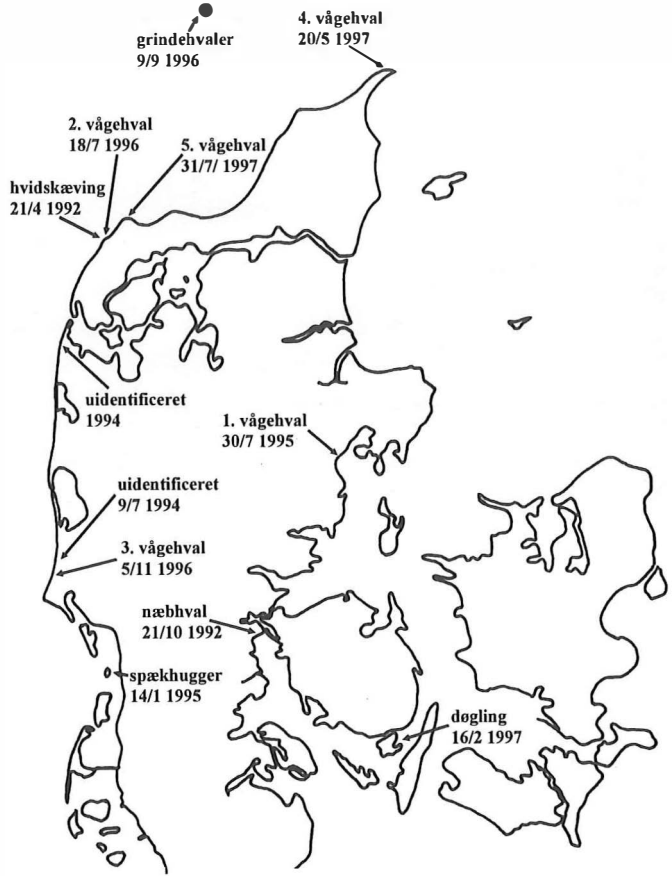 grindehvaler
9/9 1996
4. vågehval
20/5 1997
2. vågehval
18/7 1996
5. vågehval
31/7/ 1997
hvidskæving
21/4 1992
uidentificeret
1994
1. vågehval
30/7 1995
uidentificeret
9/7 1994
3. vågehval
5/11 1996
næbhval
21/10 1992
spækhugger
14/1 1995
døgling
16/2 1997